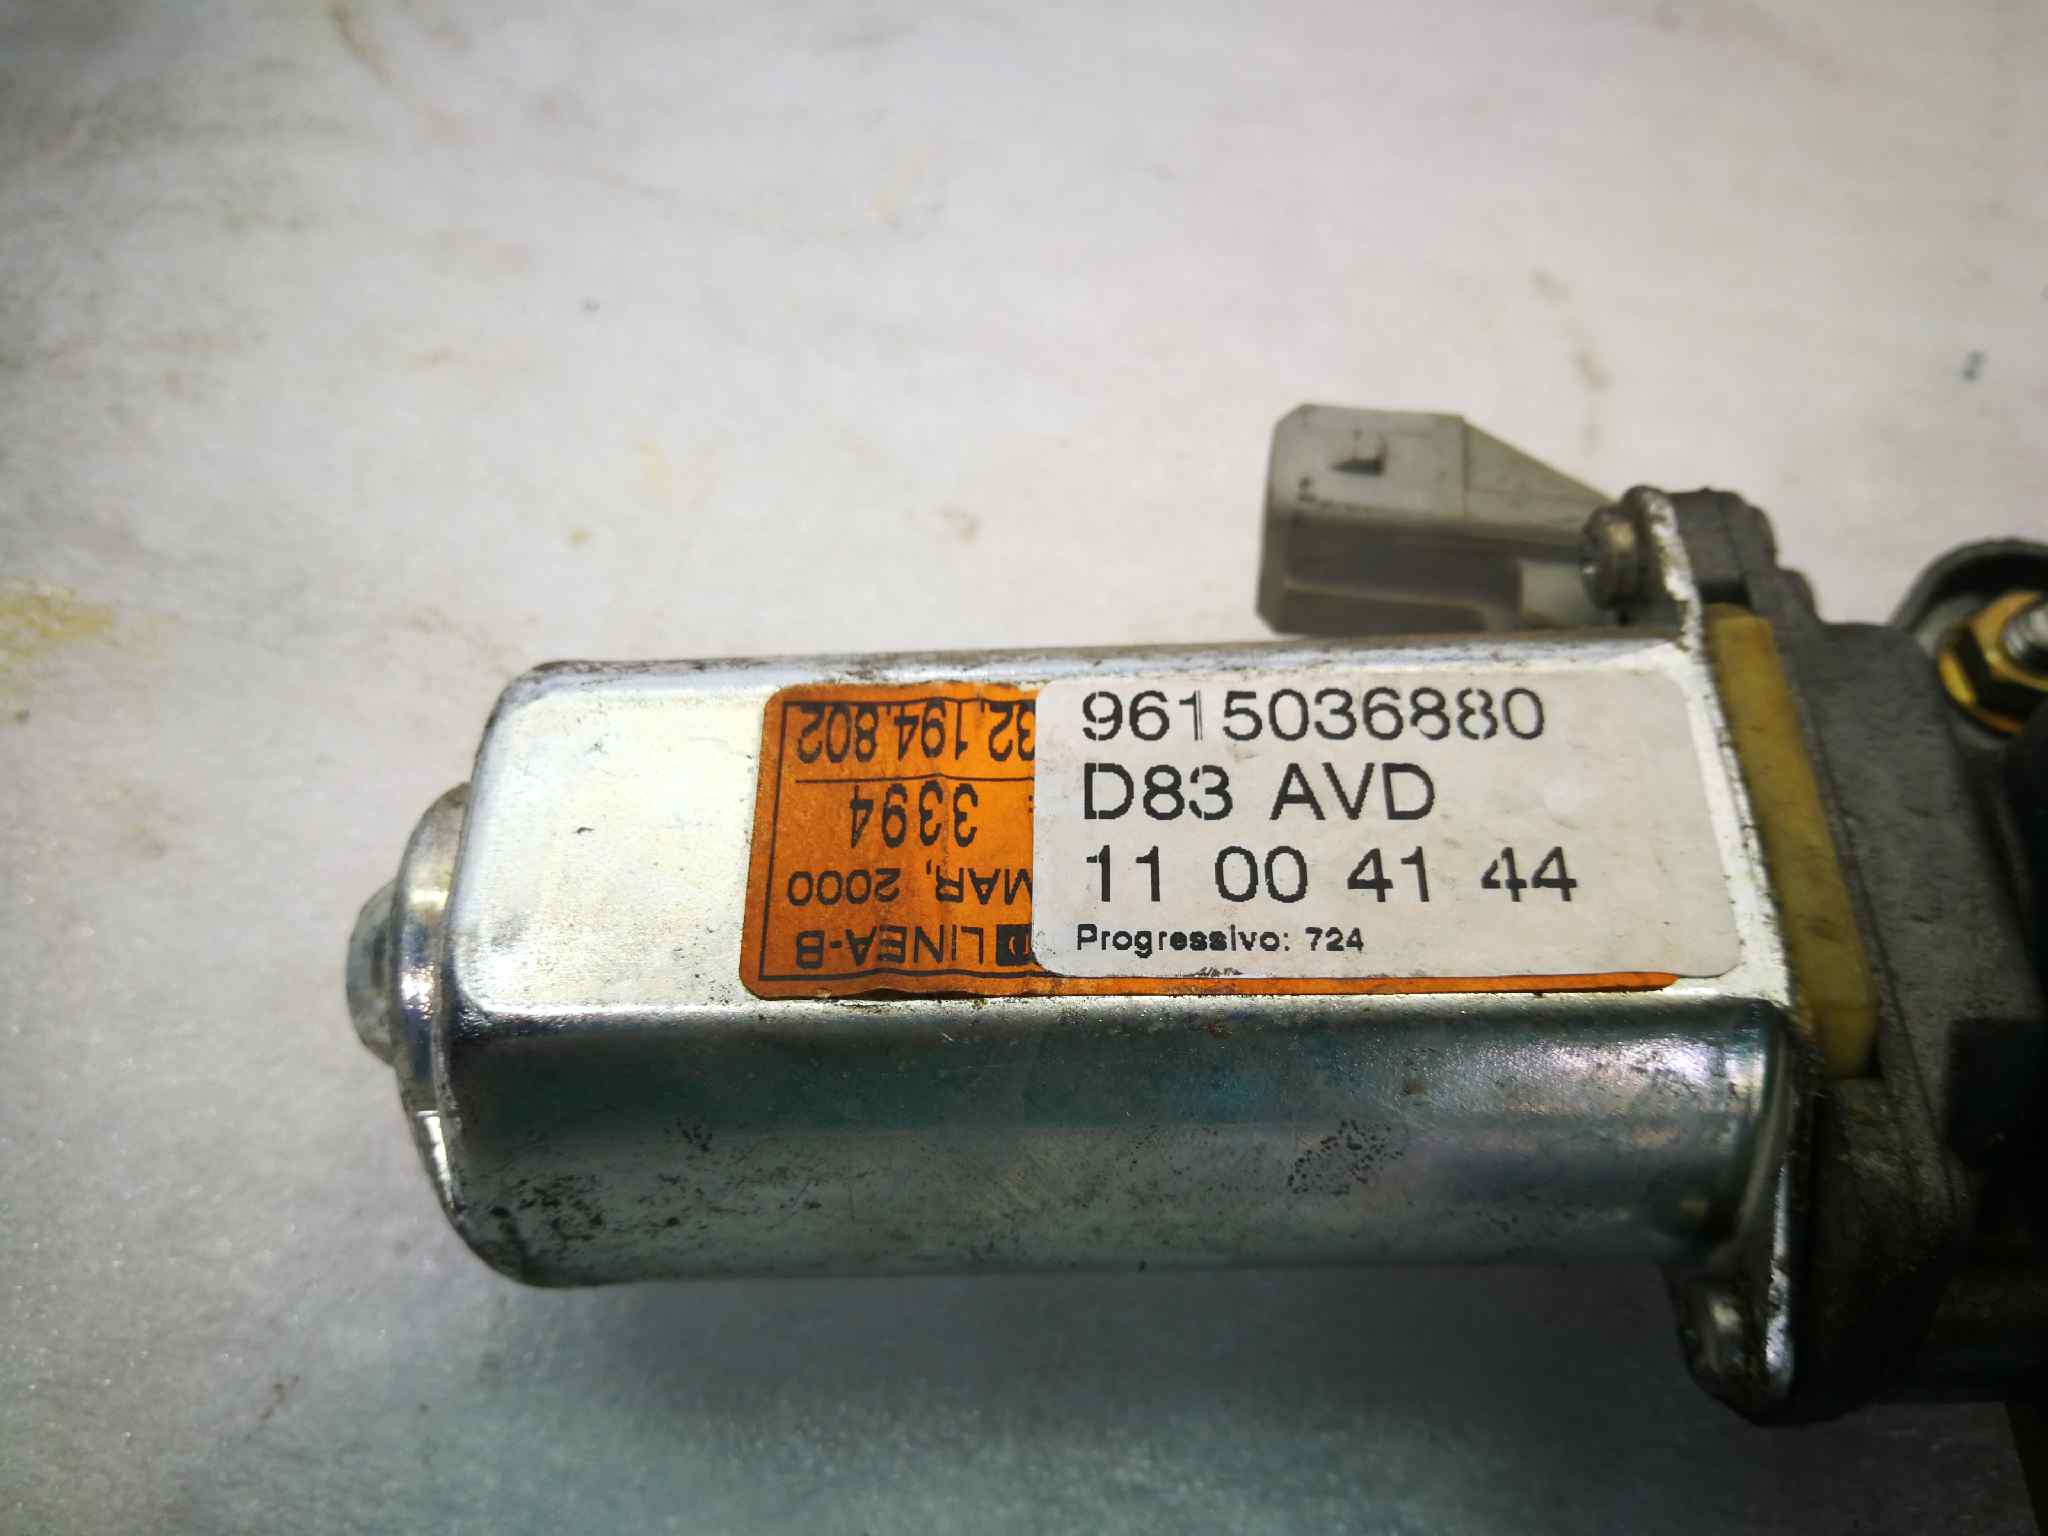 9615036880
D83 AVD
11 00 41 44
Progressivo: 724
LINEA-B
MAR, 2000
3394
32.194.802